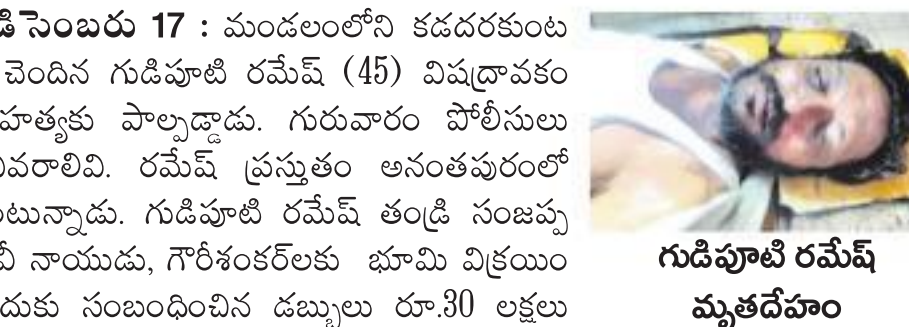 డిసెంబరు 17 : మండలంలోని కడదరకుంట
చెందిన గుడిపూటి రమేష్ (45) విషద్రావకం
హత్యకు పాల్పడ్డాడు. గురువారం పోలీసులు
వివరాలివి. రమేష్ ప్రస్తుతం అనంతపురంలో
ంటున్నాడు. గుడిపూటి రమేష్ తండ్రి సంజప్ప
వీ నాయుడు, గౌరీశంకర్‌లకు భూమి విక్రయిం
దుకు సంబంధించిన డబ్బులు రూ.30 లక్షలు
గుడిపూటి రమేష్
మృతదేహం